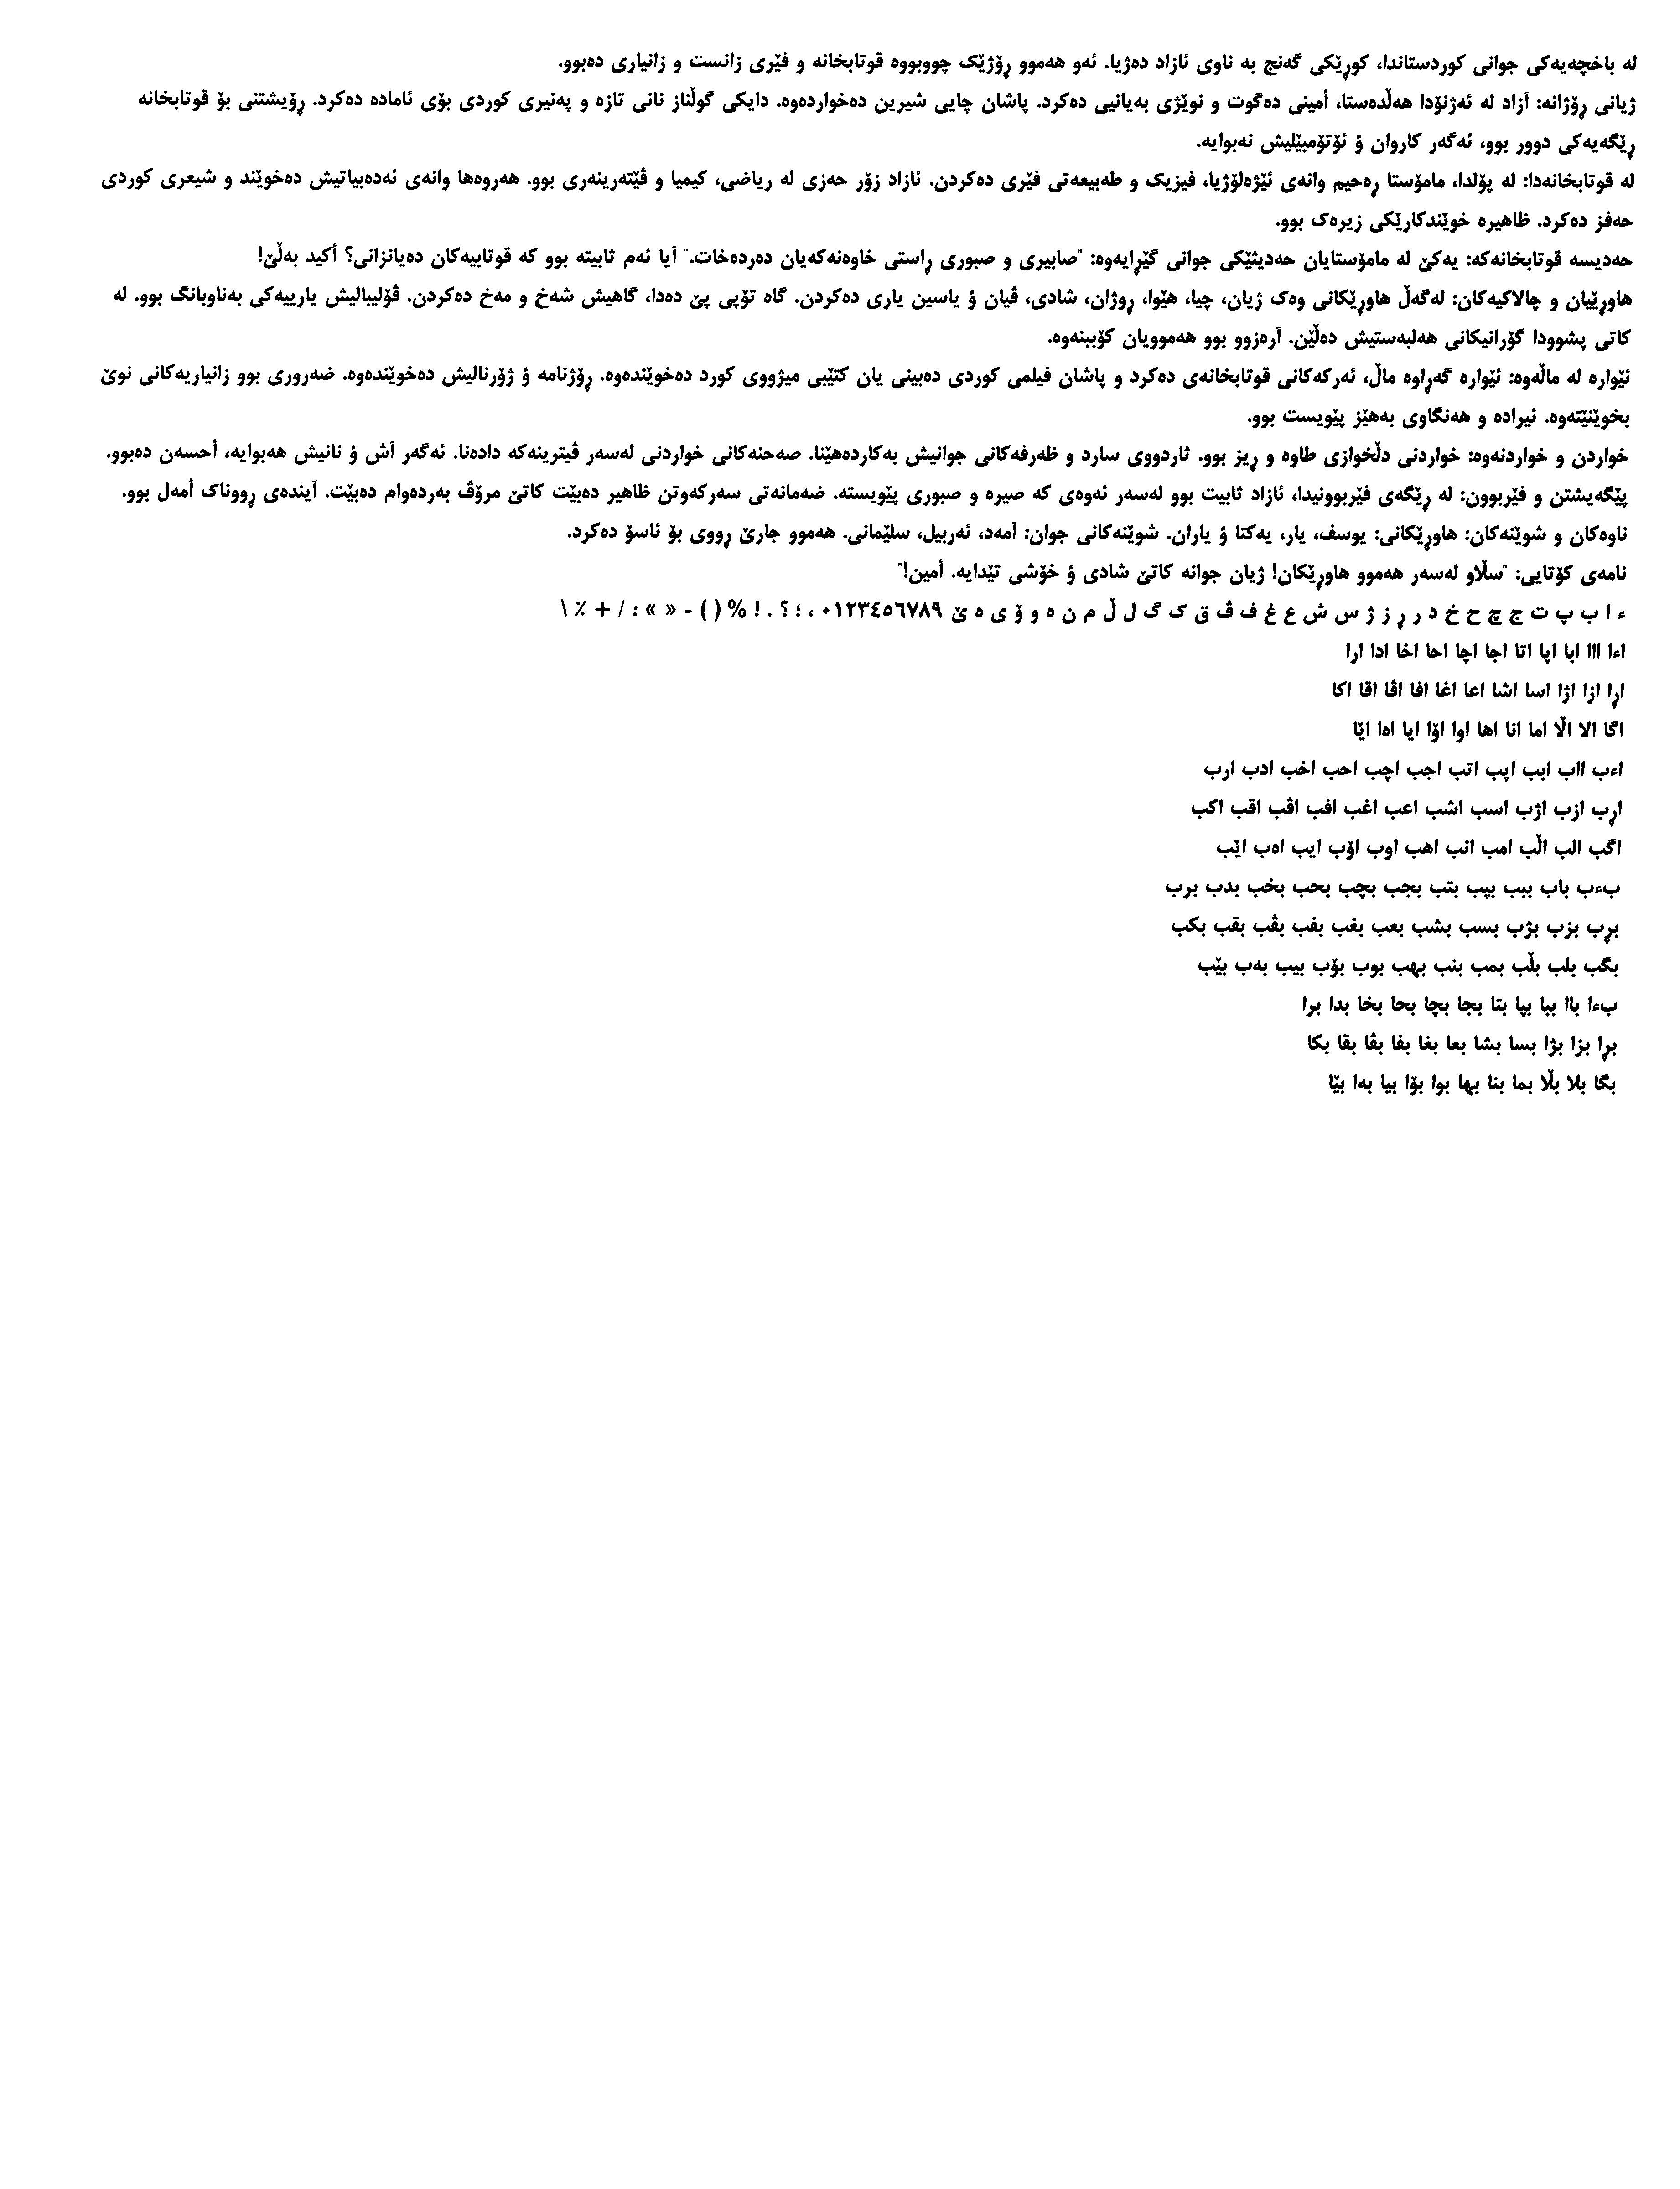 له باخچەیەکی جوانی کوردستاندا، کوڕێکی گەنج بە ناوی ئازاد دەژیا. ئەو هەموو ڕۆژێک چووبووە قوتابخانە و فێری زانست و زانیاری دەبوو.
ژیانی ڕۆژانە: آزاد لە ئەژنۆدا هەڵدەستا، أمینی دەگوت و نوێژی بەیانیی دەکرد. پاشان چایی شیرین دەخواردەوە. دایکی گوڵناز نانی تازە و پەنیری کوردی بۆی ئامادە دەکرد. ڕۆیشتنی بۆ قوتابخانە
ڕێگەیەکی دوور بوو، ئەگەر کاروان ؤ ئۆتۆمبێلیش نەبوایە.
لە قوتابخانەدا: لە پۆلدا، مامۆستا ڕەحیم وانەی ئێژەلۆژیا، فیزیک و طەبیعەتی فێری دەکردن. ئازاد زۆر حەزی لە ریاضی، کیمیا و ڤێتەرینەری بوو. هەروەها وانەی ئەدەبیاتیش دەخوێند و شیعری کوردی
حەفز دەکرد. ظاهیرە خوێندکارێکی زیرەک بوو.
حەدیسە قوتابخانەکە: یەکێ لە مامۆستایان حەدیثێکی جوانی گێڕایەوە: "صابیری و صبوری ڕاستی خاوەنەکەیان دەردەخات." آیا ئەم ثابیتە بوو کە قوتابیەکان دەیانزانی؟ أکید بەڵێ!
هاوڕێیان و چالاکیەکان: لەگەڵ هاوڕێکانی وەک ژیان، چیا، هێوا، ڕوژان، شادی، ڤیان ؤ یاسین یاری دەکردن. گاه تۆپی پێ دەدا، گاهیش شەخ و مەخ دەکردن. ڤۆلیبالیش یارییەکی بەناوبانگ بوو. لە
کاتی پشوودا گۆرانیکانی هەلبەستیش دەڵێن. آرەزوو بوو هەموویان کۆببنەوە.
ئێوارە لە ماڵەوە: ئێوارە گەڕاوە ماڵ، ئەرکەکانی قوتابخانەی دەکرد و پاشان فیلمی کوردی دەبینی یان کتێبی میژووی کورد دەخوێندەوە. ڕۆژنامە ؤ ژۆرنالیش دەخوێندەوە. ضەروری بوو زانیاریەکانی نوێ
بخوێنێتەوە. ئیرادە و هەنگاوی بەهێز پێویست بوو.
خواردن و خواردنەوە: خواردنی دڵخوازی طاوە و ڕیز بوو. ثاردووی سارد و ظەرفەکانی جوانیش بەکاردەهێنا. صەحنەکانی خواردنی لەسەر ڤیترینەکە دادەنا. ئەگەر آش ؤ نانیش هەبوایە، أحسەن دەبوو.
پێگەیشتن و فێربوون: لە ڕێگەی فێربوونیدا، ئازاد ثابیت بوو لەسەر ئەوەی کە صیرە و صبوری پێویستە. ضەمانەتی سەرکەوتن ظاهیر دەبێت کاتێ مرۆڤ بەردەوام دەبێت. آیندەی ڕووناک أمەل بوو.
ناوەکان و شوێنەکان: هاوڕێکانی: یوسف، یار، یەکتا ؤ یاران. شوێنەکانی جوان: آمەد، ئەربیل، سلێمانی. هەموو جارێ ڕووی بۆ ئاسۆ دەکرد.
نامەی کۆتایی: "سڵاو لەسەر هەموو هاوڕێکان! ژیان جوانە کاتێ شادی ؤ خۆشی تێدایە. أمین!"
ء ا ب پ ت ج چ ح خ د ر ڕ ز ژ س ش ع غ ف ڤ ق ک گ ل ڵ م ن ه و ۆ ی ە ێ ٠١٢٣٤٥٦٧٨٩ ، ؛ ؟ . ! % ( ) - « » : / + ٪ \
اءا ااا ابا اپا اتا اجا اچا احا اخا ادا ارا
اڕا ازا اژا اسا اشا اعا اغا افا اڤا اقا اکا
اگا الا اڵا اما انا اها اوا اۆا ایا اەا اێا
اءب ااب ابب اپب اتب اجب اچب احب اخب ادب ارب
اڕب ازب اژب اسب اشب اعب اغب افب اڤب اقب اکب
اگب الب اڵب امب انب اهب اوب اۆب ایب اەب اێب
بءب باب ببب بپب بتب بجب بچب بحب بخب بدب برب
بڕب بزب بژب بسب بشب بعب بغب بفب بڤب بقب بکب
بگب بلب بڵب بمب بنب بهب بوب بۆب بیب بەب بێب
بءا باا ببا بپا بتا بجا بچا بحا بخا بدا برا
بڕا بزا بژا بسا بشا بعا بغا بفا بڤا بقا بکا
بگا بلا بڵا بما بنا بها بوا بۆا بیا بەا بێا